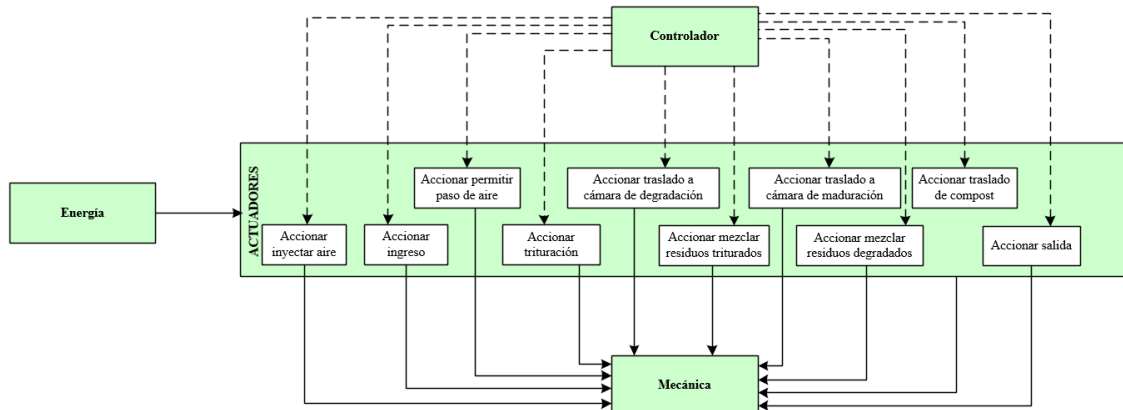 Controlador
Energía
ACTUADORES
Accionar permitir
paso de aire
Accionar traslado a
cámara de degradación
Accionar traslado a
cámara de maduración
Accionar traslado
de compost
Accionar
inyectar aire
Accionar
ingreso
Accionar
trituración
Accionar mezclar
residuos triturados
Accionar mezclar
residuos degradados
Accionar salida
Mecánica